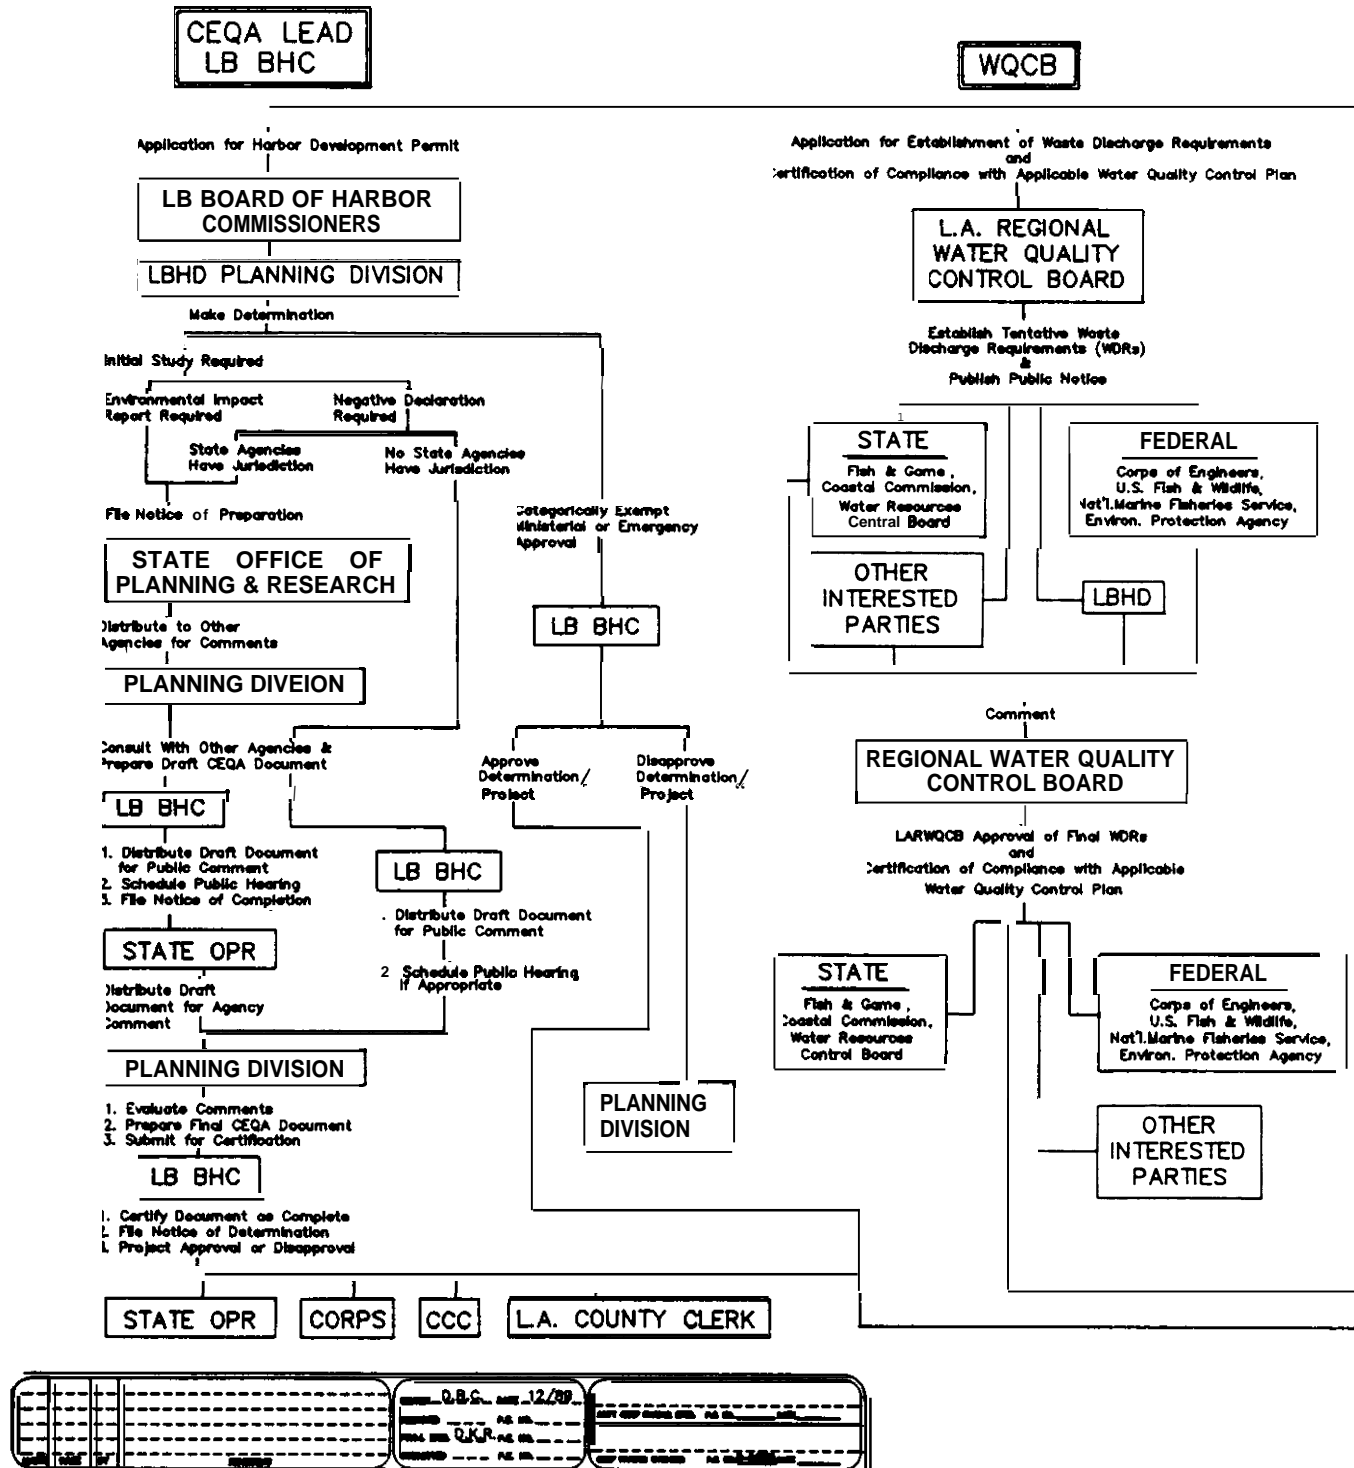 CEQA LEAD
LB BHC
Application for Harbor Development Permit
LB BOARD OF HARBOR
COMMISSIONERS
LBHD PLANNING DIVISION
Make Determination
Initial Study Required
Environmental Impact
Report Required
Negative Declaration
Required
State Agencies
Have Jurisdiction
No State Agencies
Have Jurisdiction
File Notice of Preparation
Categorically Exempt
Ministerial or Emergency
Approval
STATE OFFICE OF
PLANNING & RESEARCH
LB BHC
Distribute to Other
Agencies for Comments
PLANNING DIVEION
Consult With Other Agencies &
Prepare Draft CEQA Document
Approve
Determination/
Project
Disapprove
Determination/
Project
LB BHC
1. Distribute Draft Document
for Public Comment
2. Schedule Public Hearing
3. File Notice of Completion
LB BHC
. Distribute Draft Document
for Public Comment
2 Schedule Public Hearing
If Appropriate
STATE OPR
Distribute Draft
Document for Agency
Comment
PLANNING DIVISION
PLANNING
DIVISION
1. Evaluate Comments
2. Prepare Final CEQA Document
3. Submit for Certification
LB BHC
1. Certify Document as Complete
2. File Notice of Determination
3. Project Approval or Disapproval
STATE OPR
CORPS
CCC
L.A. COUNTY CLERK
WQCB
Application for Establishment of Waste Discharge Requirements
and
ertification of Compliance with Applicable Water Quality Control Plan
L.A. REGIONAL
WATER QUALITY
CONTROL BOARD
Establish Tentative Waste
Discharge Requirements (WDRs)
&
Publish Public Notice
1
STATE
Fish & Game ,
Coastal Commission,
Water Resources
Central Board
FEDERAL
Corps of Engineers,
U.S. Fish & Wildlife,
Nat'l.Marine Fisheries Service,
Environ. Protection Agency
OTHER
INTERESTED
PARTIES
LBHD
Comment
REGIONAL WATER QUALITY
CONTROL BOARD
LARWQCB Approval of Final WDRs
and
Certification of Compliance with Applicable
Water Quality Control Plan
STATE
Fish & Game ,
Coastal Commission,
Water Resources
Control Board
FEDERAL
Corps of Engineers,
U.S. Fish & Wildlife,
Nat'l.Marine Fisheries Service,
Environ. Protection Agency
OTHER
INTERESTED
PARTIES
D.B.C. 12/89
D.K.R.